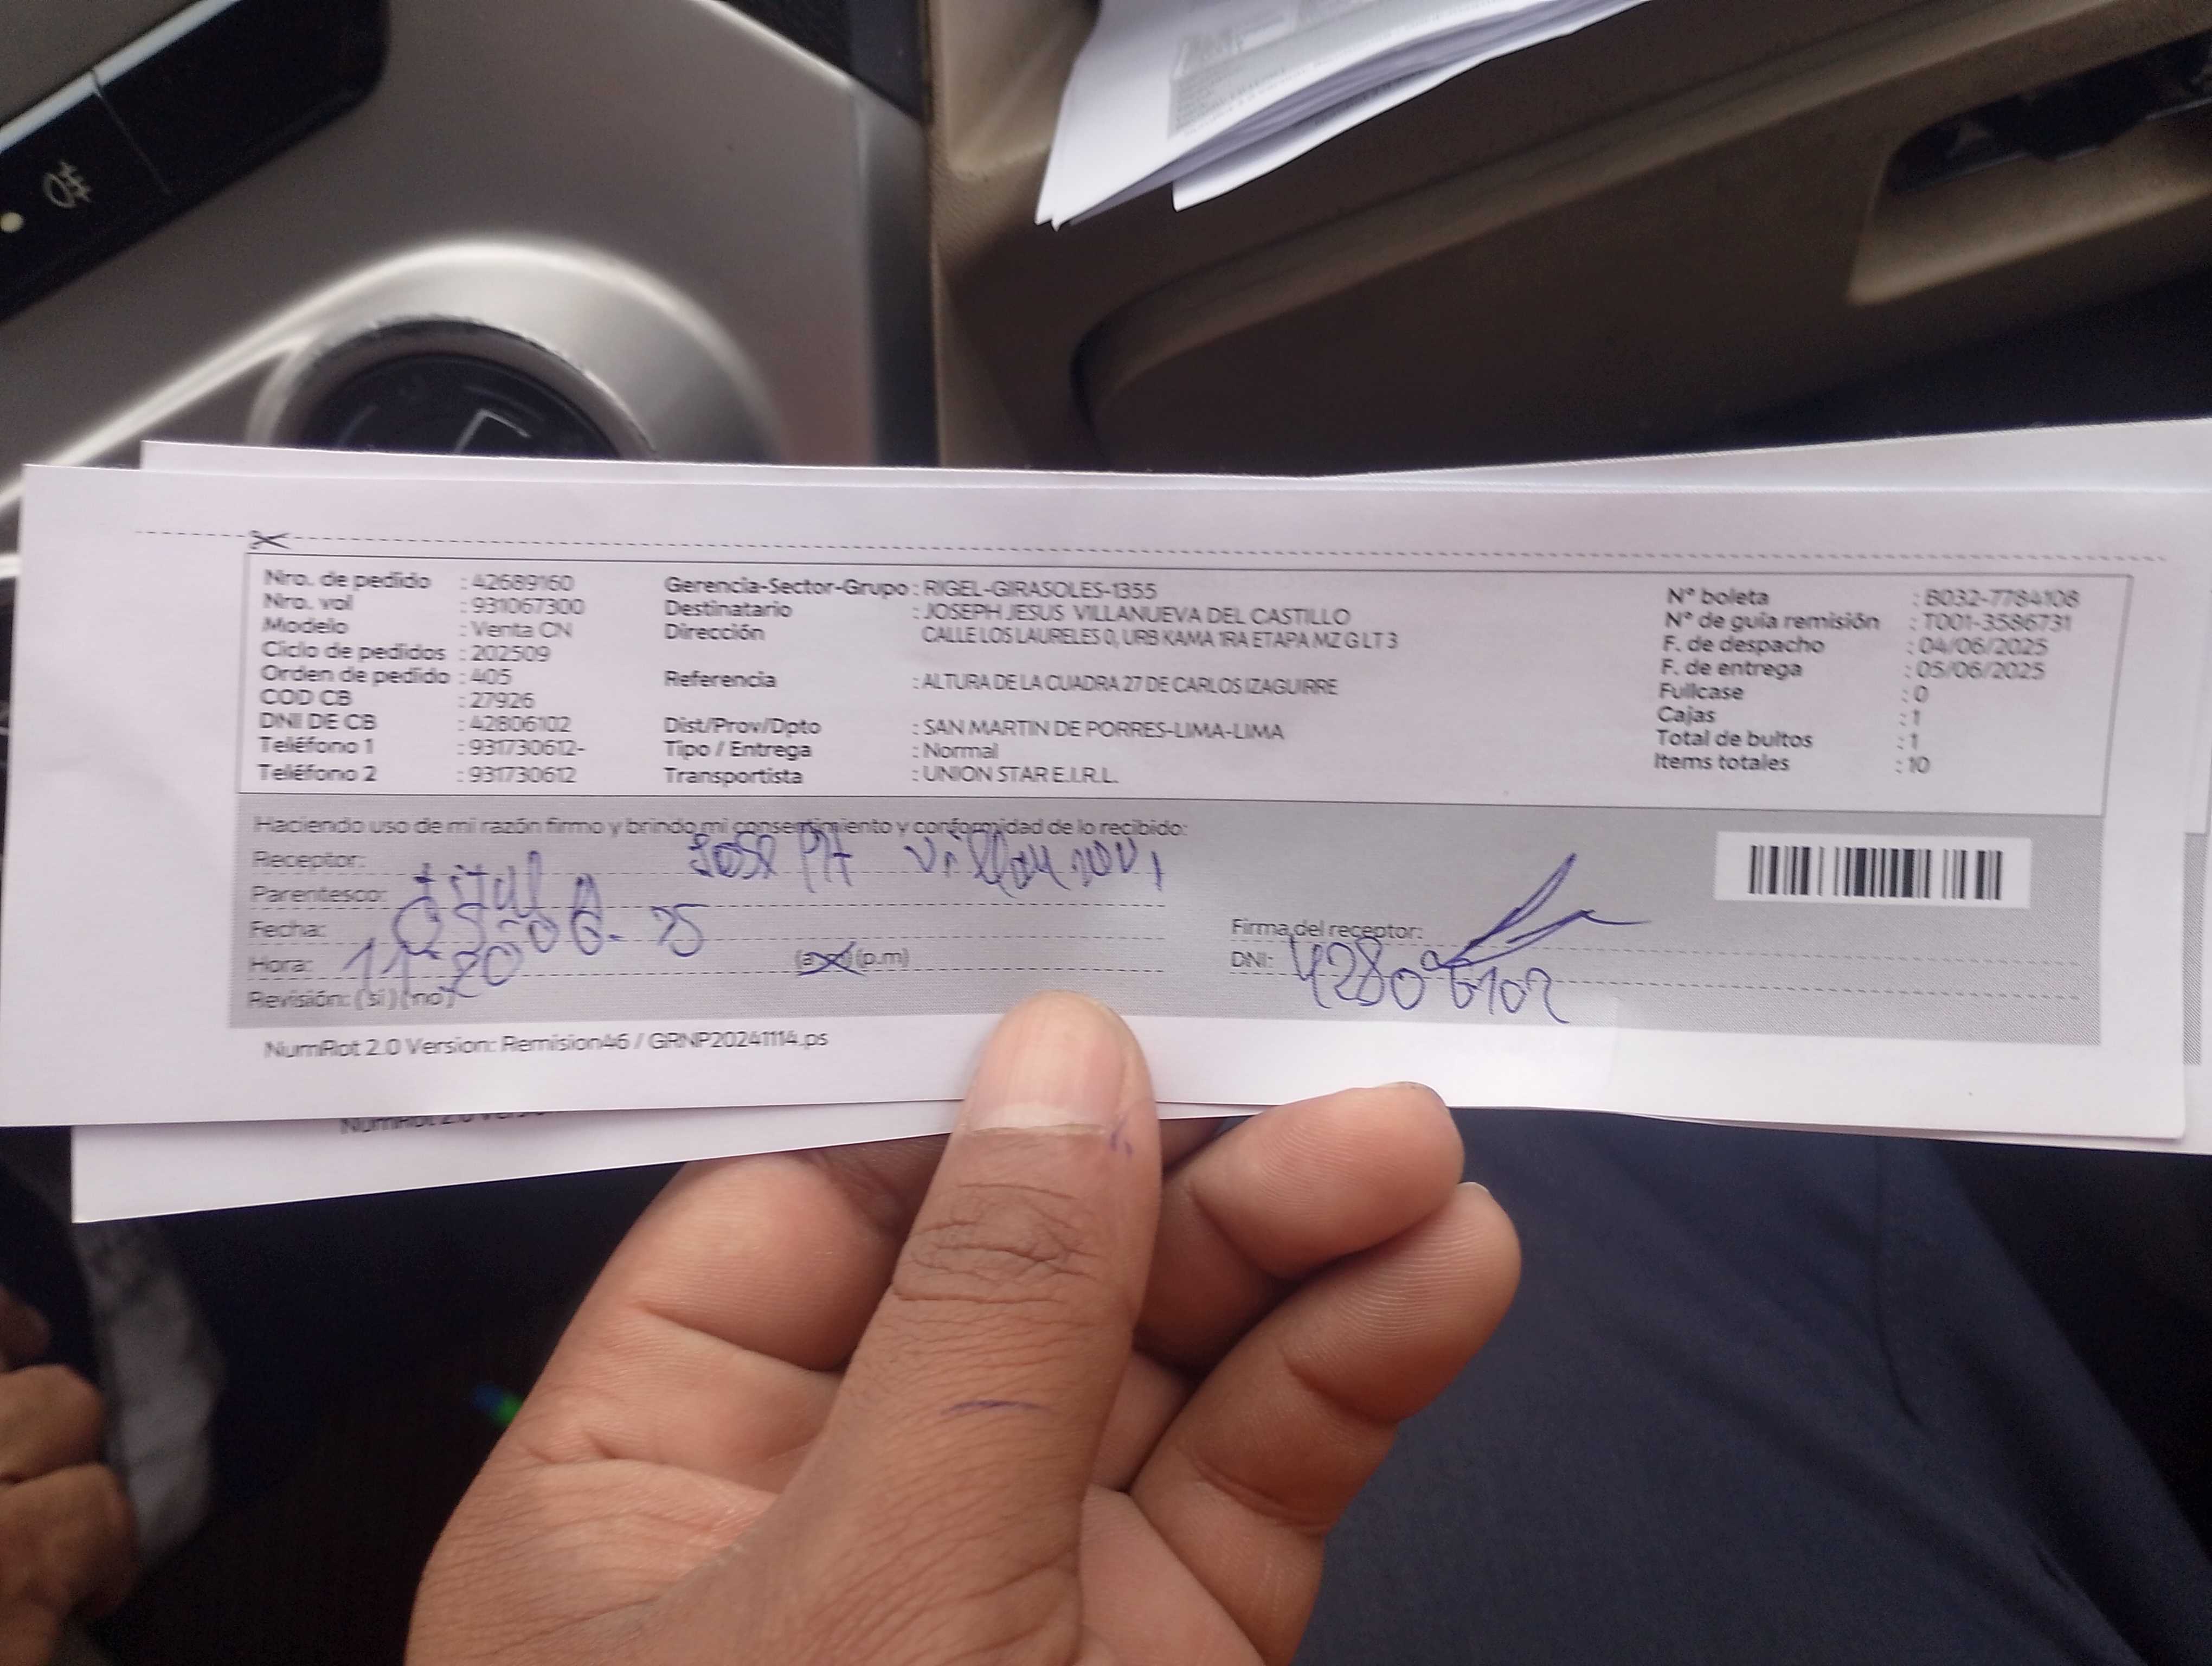 Nro. de pedido : 42689160 Gerencia-Sector-Grupo : RIGEL-GIRASOLES-1355 N° boleta : B032-7784108
Nro. vol : 931067300 Destinatario : JOSEPH JESUS VILLANUEVA DEL CASTILLO N° de guía remisión : T001-3586731
Modelo : Venta CN Dirección CALLE LOS LAURELES 0, URB KAMA 1RA ETAPA MZ G LT 3 F. de despacho : 04/06/2025
Ciclo de pedidos : 202509 F. de entrega : 05/06/2025
Orden de pedido : 405 Referencia : ALTURA DE LA CUADRA 27 DE CARLOS IZAGUIRRE Fullcase : 0
COD CB : 27926 Cajas : 1
DNI DE CB : 42806102 Dist/Prov/Dpto : SAN MARTIN DE PORRES-LIMA-LIMA Total de bultos : 1
Teléfono 1 : 931730612- Tipo / Entrega : Normal Items totales : 10
Teléfono 2 : 931730612 Transportista : UNION STAR E.I.R.L.
Haciendo uso de mi razón firmo y brindo mi consentimiento y conformidad de lo recibido:
Receptor:
Parentesco:
Fecha: 05-06-25
Firma del receptor:
Hora: 11:20 (p.m)
DNI: 42806102
Revisión: (si) (no)
NumRot 2.0 Version: Remision46 / GRNP20241114.ps